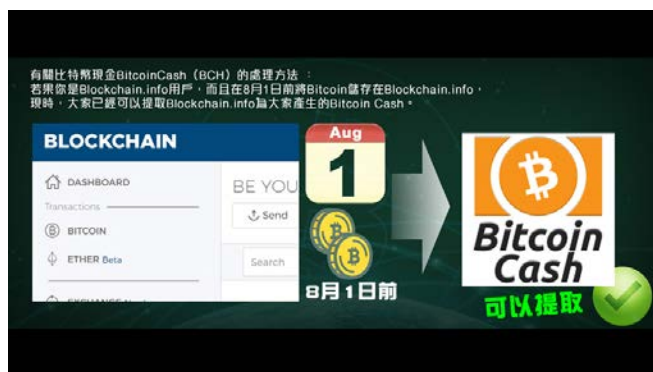 有關比特幣現金BitcoinCash（BCH）的處理方法 ：
若果你是Blockchain.info用戶，而且在8月1日前將Bitcoin儲存在Blockchain.info，
現時，大家已經可以提取Blockchain.info為大家產生的Bitcoin Cash。
BLOCKCHAIN
DASHBOARD
Transactions
BITCOIN
ETHER Beta
BE YOU
Send
Search
Aug
1
8月1日前
Bitcoin
Cash
可以提取